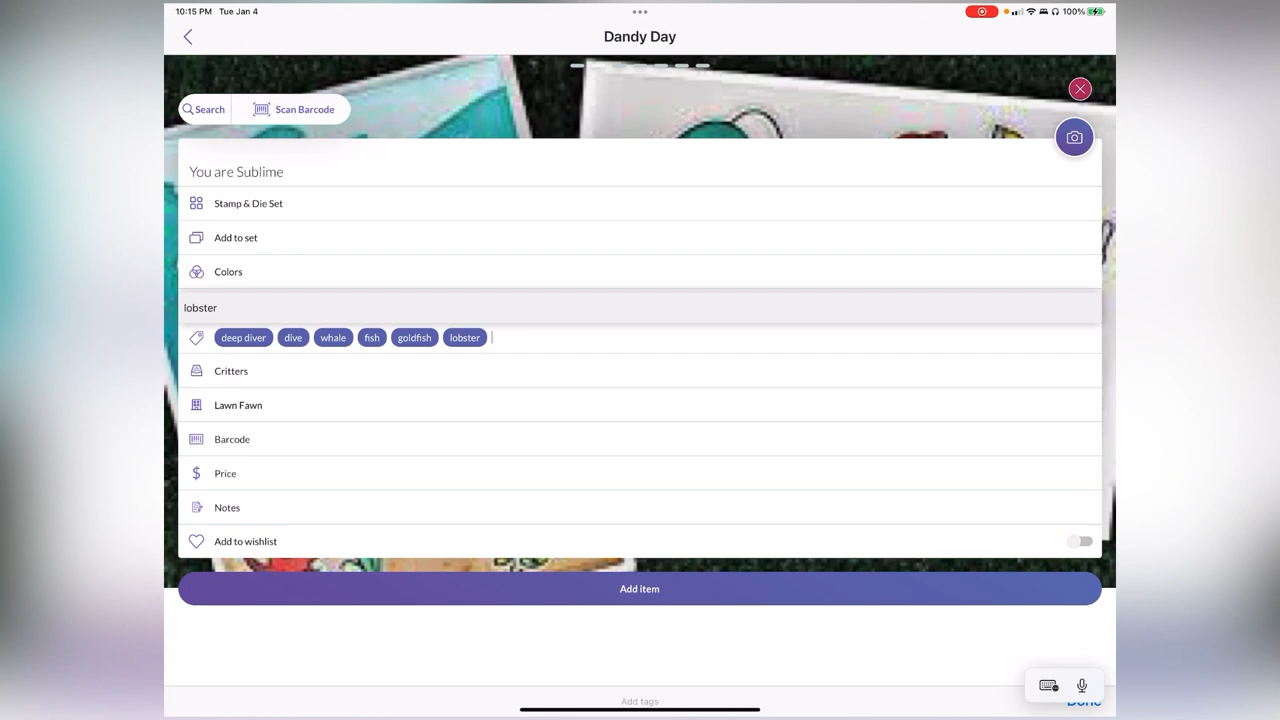 10:15 PM Tue Jan 4
100%
Dandy Day
Search
Scan Barcode
You are Sublime
Stamp & Die Set
Add to set
Colors
lobster
deep diver dive whale fish goldfish lobster
Critters
Lawn Fawn
Barcode
Price
Notes
Add to wishlist
Add item
Add tags
Done